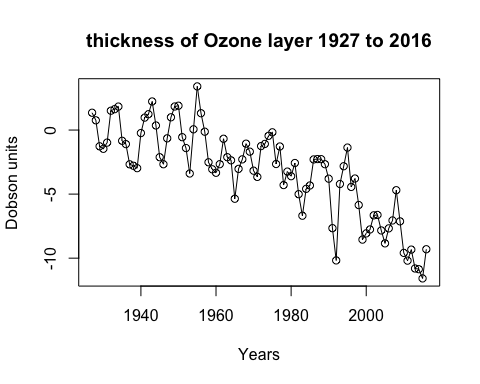 thickness of Ozone layer 1927 to 2016
Dobson units
0
-5
-10
1940 1960 1980 2000
Years